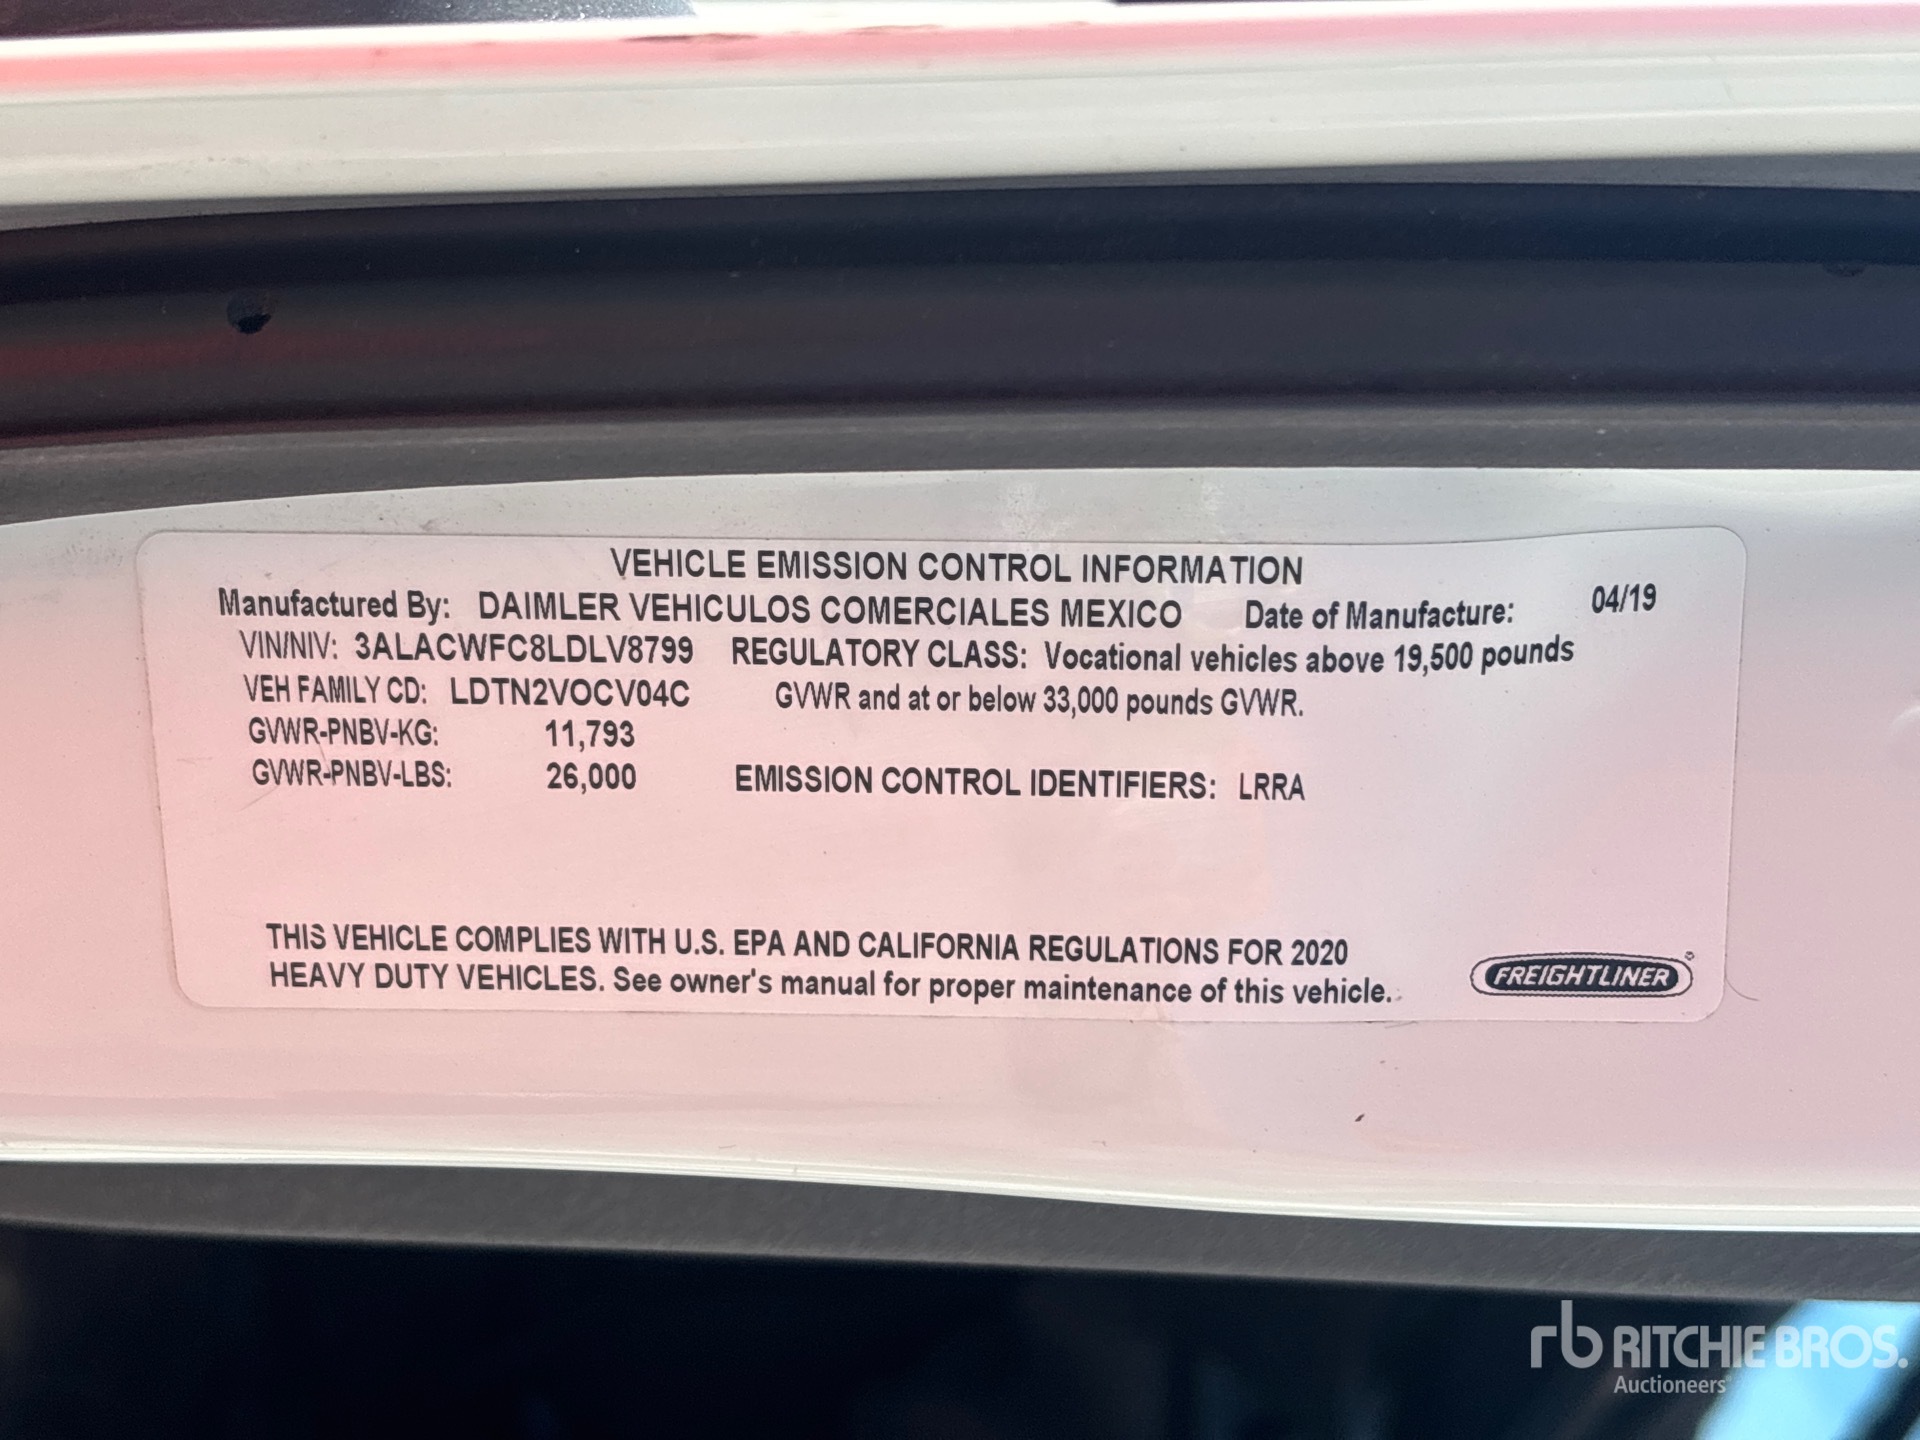 VEHICLE EMISSION CONTROL INFORMATION
Manufactured By: DAIMLER VEHICULOS COMERCIALES MEXICO Date of Manufacture: 04/19
VIN/NIV: 3ALACWFC8LDLV8799 REGULATORY CLASS: Vocational vehicles above 19,500 pounds
VEH FAMILY CD: LDTN2VOCV04C GVWR and at or below 33,000 pounds GVWR.
GVWR-PNBV-KG: 11,793
GVWR-PNBV-LBS: 26,000 EMISSION CONTROL IDENTIFIERS: LRRA
THIS VEHICLE COMPLIES WITH U.S. EPA AND CALIFORNIA REGULATIONS FOR 2020
HEAVY DUTY VEHICLES. See owner's manual for proper maintenance of this vehicle.
FREIGHTLINER
rb RITCHIE BROS.
Auctioneers